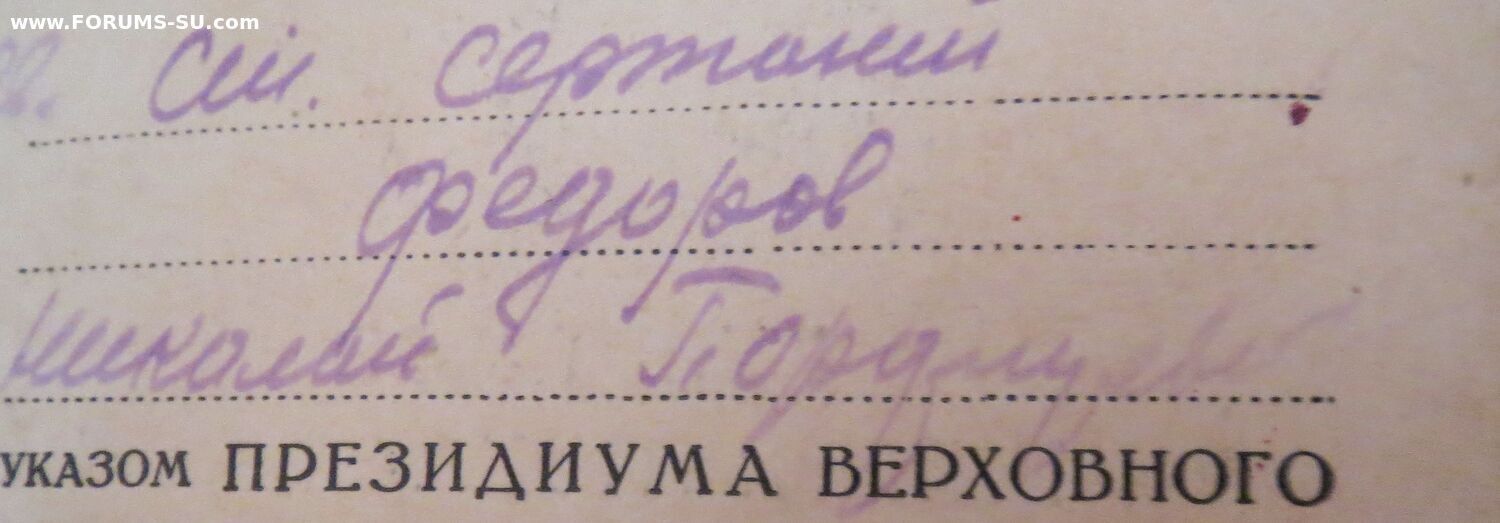 www.FORUMS-SU.com
ст. сержант
Федоров
Николай
указом ПРЕЗИДИУМА ВЕРХОВНОГО